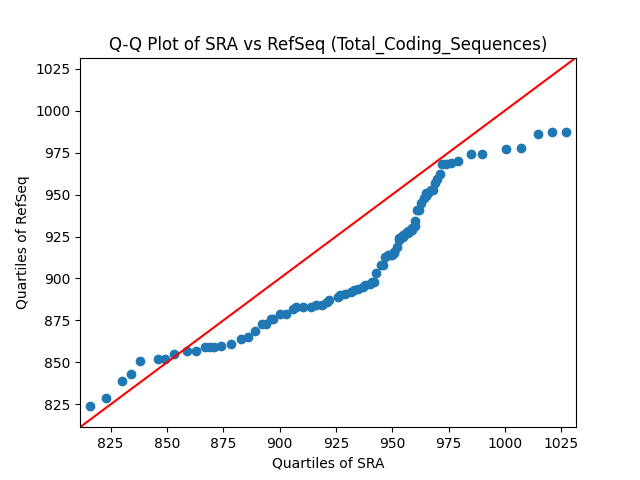 Q-Q Plot of SRA vs RefSeq (Total_Coding_Sequences)
Quartiles of RefSeq
1025
1000
975
950
925
900
875
850
825
825 850 875 900 925 950 975 1000 1025
Quartiles of SRA